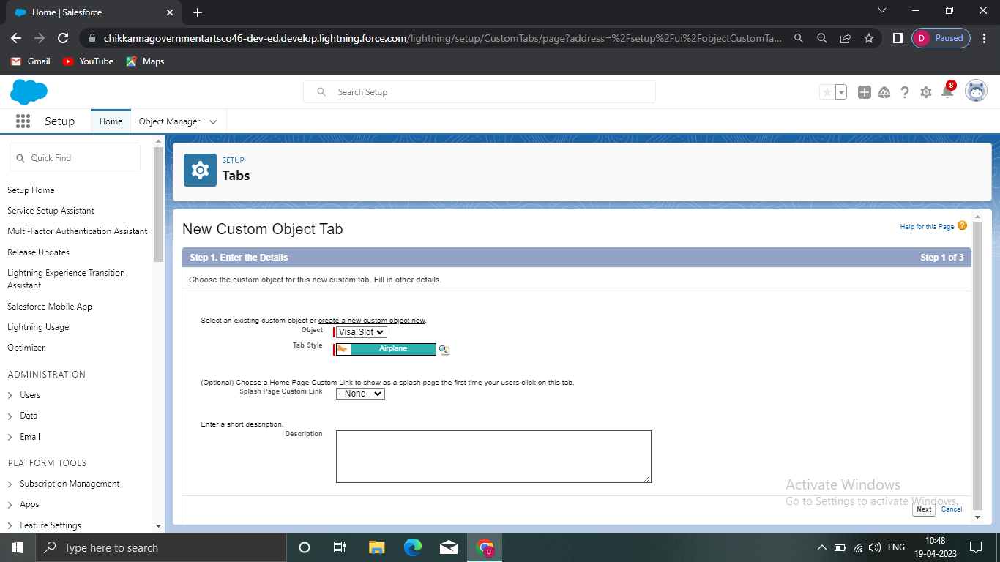 Home | Salesforce
chikkannagovernmentartsco46-dev-ed.develop.lightning.force.com/lightning/setup/CustomTabs/page?address=%2Fsetup%2Fui%2FobjectCustomTa...
D Paused
Gmail YouTube Maps
Search Setup
8
Setup Home Object Manager
Quick Find
Setup Home
Service Setup Assistant
Multi-Factor Authentication Assistant
Release Updates
Lightning Experience Transition
Assistant
Salesforce Mobile App
Lightning Usage
Optimizer
ADMINISTRATION
Users
Data
Email
PLATFORM TOOLS
Subscription Management
Apps
Feature Settings
SETUP
Tabs
New Custom Object Tab
Help for this Page ?
Step 1. Enter the Details Step 1 of 3
Choose the custom object for this new custom tab. Fill in other details.
Select an existing custom object or create a new custom object now.
Object Visa Slot
Tab Style Airplane
(Optional) Choose a Home Page Custom Link to show as a splash page the first time your users click on this tab.
Splash Page Custom Link --None--
Enter a short description.
Description
Activate Windows
Go to Settings to activate Windows.
Next Cancel
Type here to search
D
ENG
10:48
19-04-2023